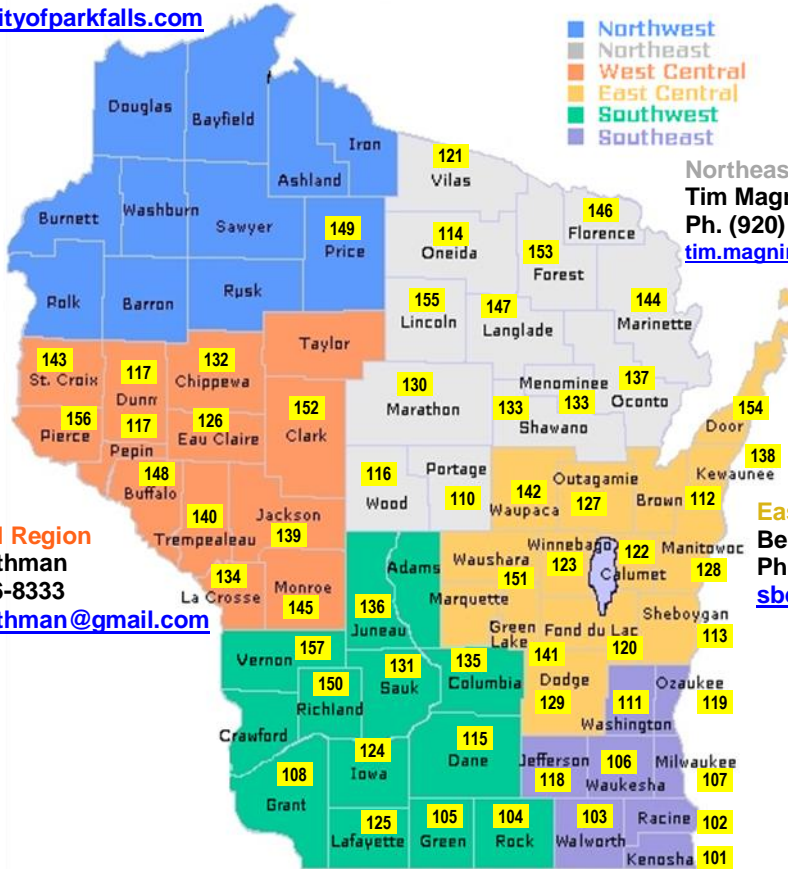 ityofparkfalls.com
Northwest
Northeast
West Central
East Central
Southwest
Southeast
Douglas
Bayfield
Iron
Ashland
121
Vilas
Northeas
Tim Magn
Ph. (920)
tim.magnin
Burnett
Washburn
Sawyer
149
Price
114
Oneida
146
Florence
153
Forest
Polk
Barron
Rusk
155
Lincoln
147
Langlade
144
Marinette
Taylor
143
St. Croix
117
Dunn
132
Chippewa
130
Marathon
Menominee
133
133
Shawano
137
Oconto
156
Pierce
117
Pepin
126
Eau Claire
152
Clark
154
Door
138
Kewaunee
148
Buffalo
116
Wood
Portage
110
142
Waupaca
Outagamie
127
Brown
112
l Region
thman
6-8333
thman@gmail.com
140
Trempealeau
Jackson
139
Adams
Waushara
151
Marquette
Winnebago
123
122
Calumet
Manitowoc
128
Eas
Be
Ph
sbe
134
La Crosse
Monroe
145
136
Juneau
Green
Lake
141
Fond du Lac
120
Sheboygan
113
Vernon
157
150
Richland
131
Sauk
135
Columbia
Dodge
129
111
Washington
Ozaukee
119
Crawford
124
Iowa
115
Dane
Jefferson
118
106
Waukesha
Milwaukee
107
108
Grant
125
Lafayette
105
Green
104
Rock
103
Walworth
Racine
102
Kenosha
101